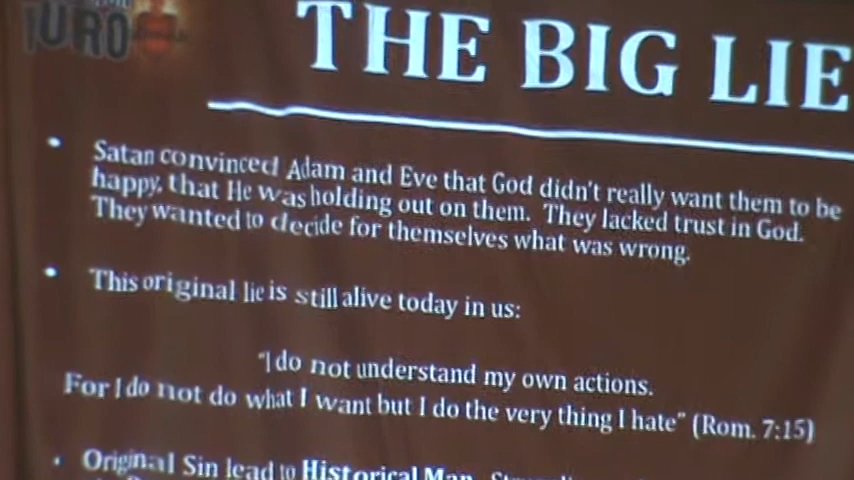 IURO
THE BIG LIE
• Satan convinced Adam and Eve that God didn't really want them to be
happy, that He was holding out on them. They lacked trust in God.
They wanted to decide for themselves what was wrong.
• This original lie is still alive today in us:
"I do not understand my own actions.
For I do not do what I want but I do the very thing I hate" (Rom. 7:15)
• Original Sin lead to Historical Man.